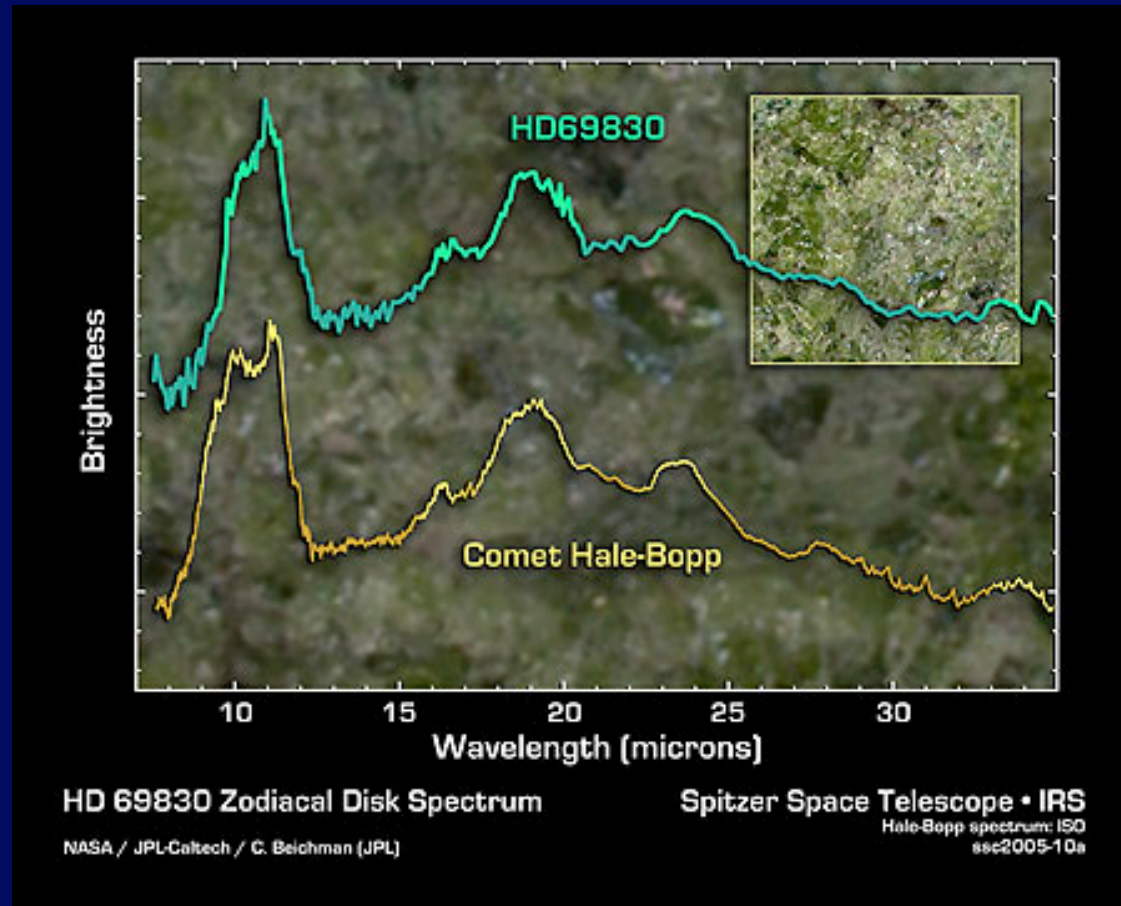 HD69830
Brightness
Comet Hale-Bopp
10 15 20 25 30
Wavelength (microns)
HD 69830 Zodiacal Disk Spectrum
Spitzer Space Telescope • IRS
Hale-Bopp spectrum: ISO
NASA / JPL-Caltech / C. Beichman (JPL)
ssc2005-10a